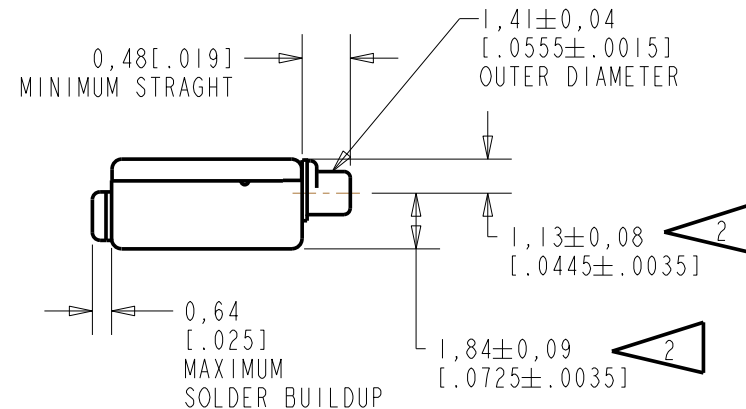 0,48[.019]
MINIMUM STRAGHT
1,41±0,04
[.0555±.0015]
OUTER DIAMETER
1,13±0,08
[.0445±.0035]
2
0,64
[.025]
MAXIMUM
SOLDER BUILDUP
1,84±0,09
[.0725±.0035]
2